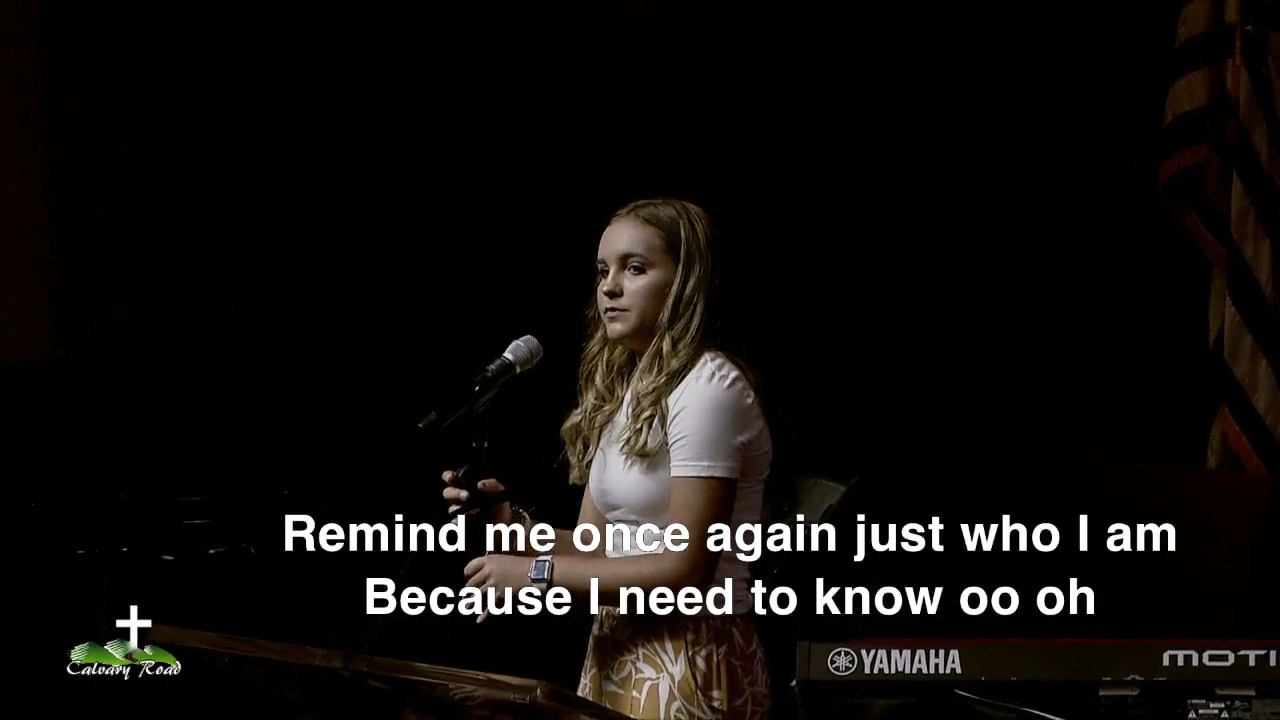 Remind me once again just who I am
Because I need to know oo oh
Calvary Road
YAMAHA
MOTI